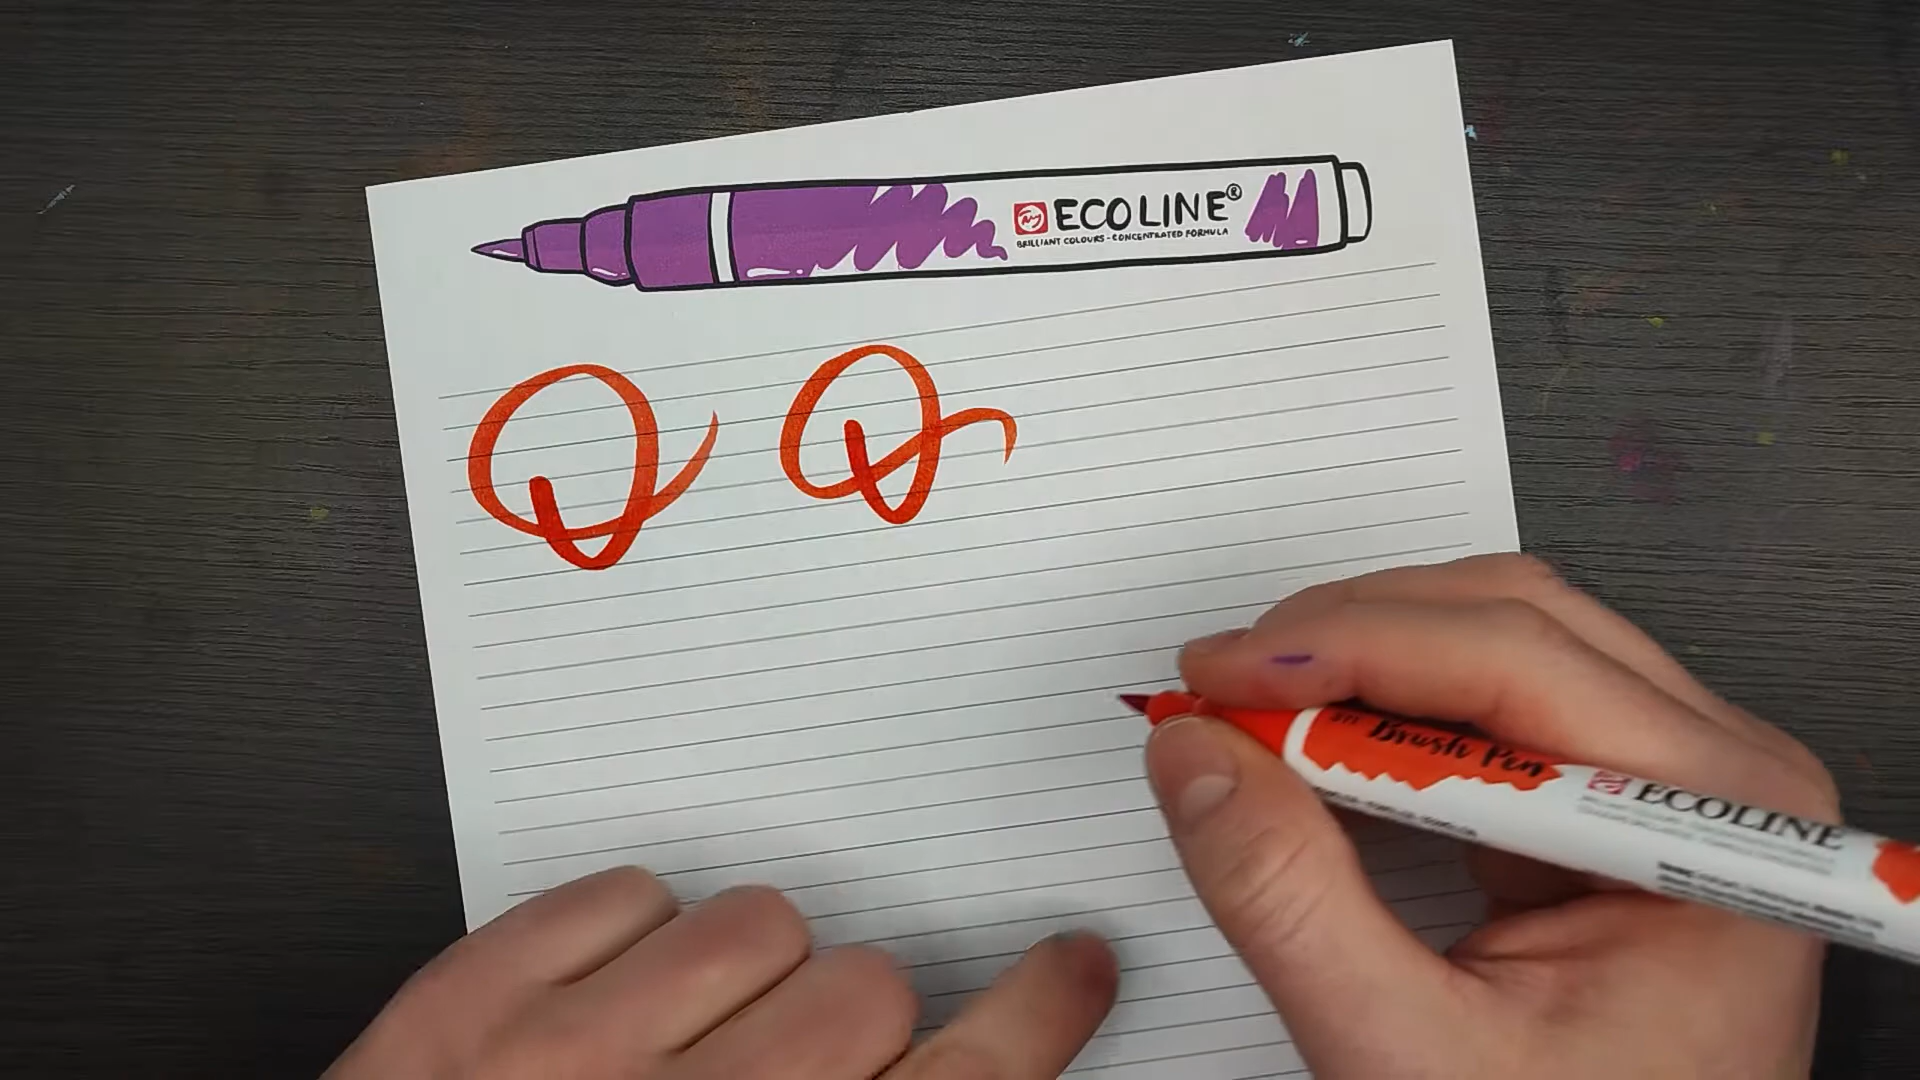 ECOLINE®
BRILLIANT COLOURS - CONCENTRATED FORMULA
Q Q
Brush Pen
ECOLINE